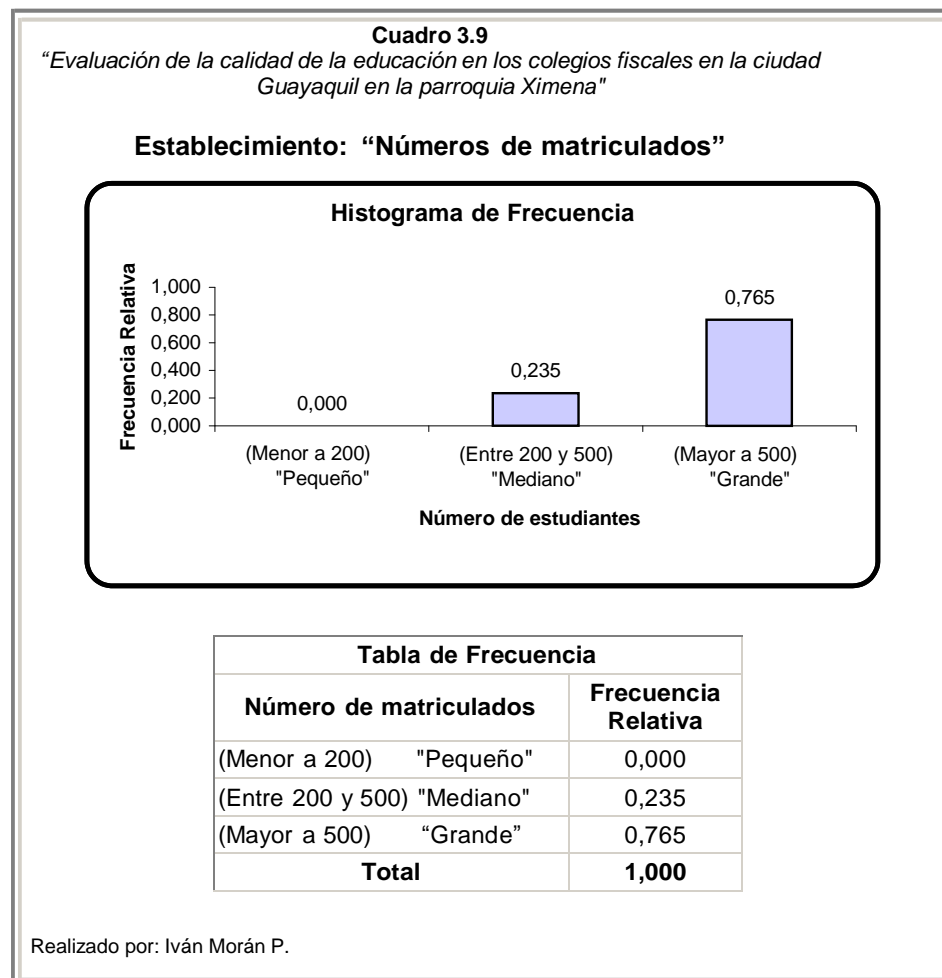 Cuadro 3.9
“Evaluación de la calidad de la educación en los colegios fiscales en la ciudad
Guayaquil en la parroquia Ximena"
Establecimiento: “Números de matriculados”
Histograma de Frecuencia
Frecuencia Relativa
1,000
0,800
0,600
0,400
0,200
0,000
0,000
0,235
0,765
(Menor a 200)
"Pequeño"
(Entre 200 y 500)
"Mediano"
(Mayor a 500)
"Grande"
Número de estudiantes
Tabla de Frecuencia
Número de matriculados
Frecuencia
Relativa
(Menor a 200) "Pequeño" 0,000
(Entre 200 y 500) "Mediano" 0,235
(Mayor a 500) “Grande” 0,765
Total 1,000
Realizado por: Iván Morán P.